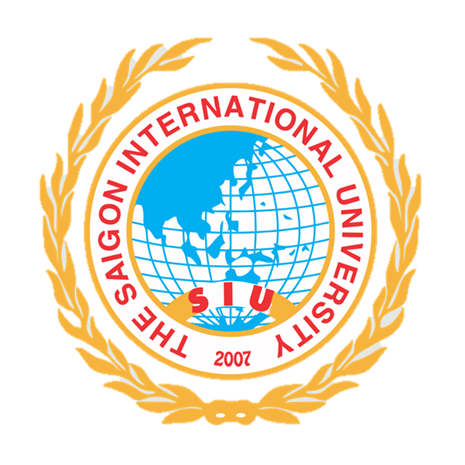 THE SAIGON INTERNATIONAL UNIVERSITY
SIU
2007